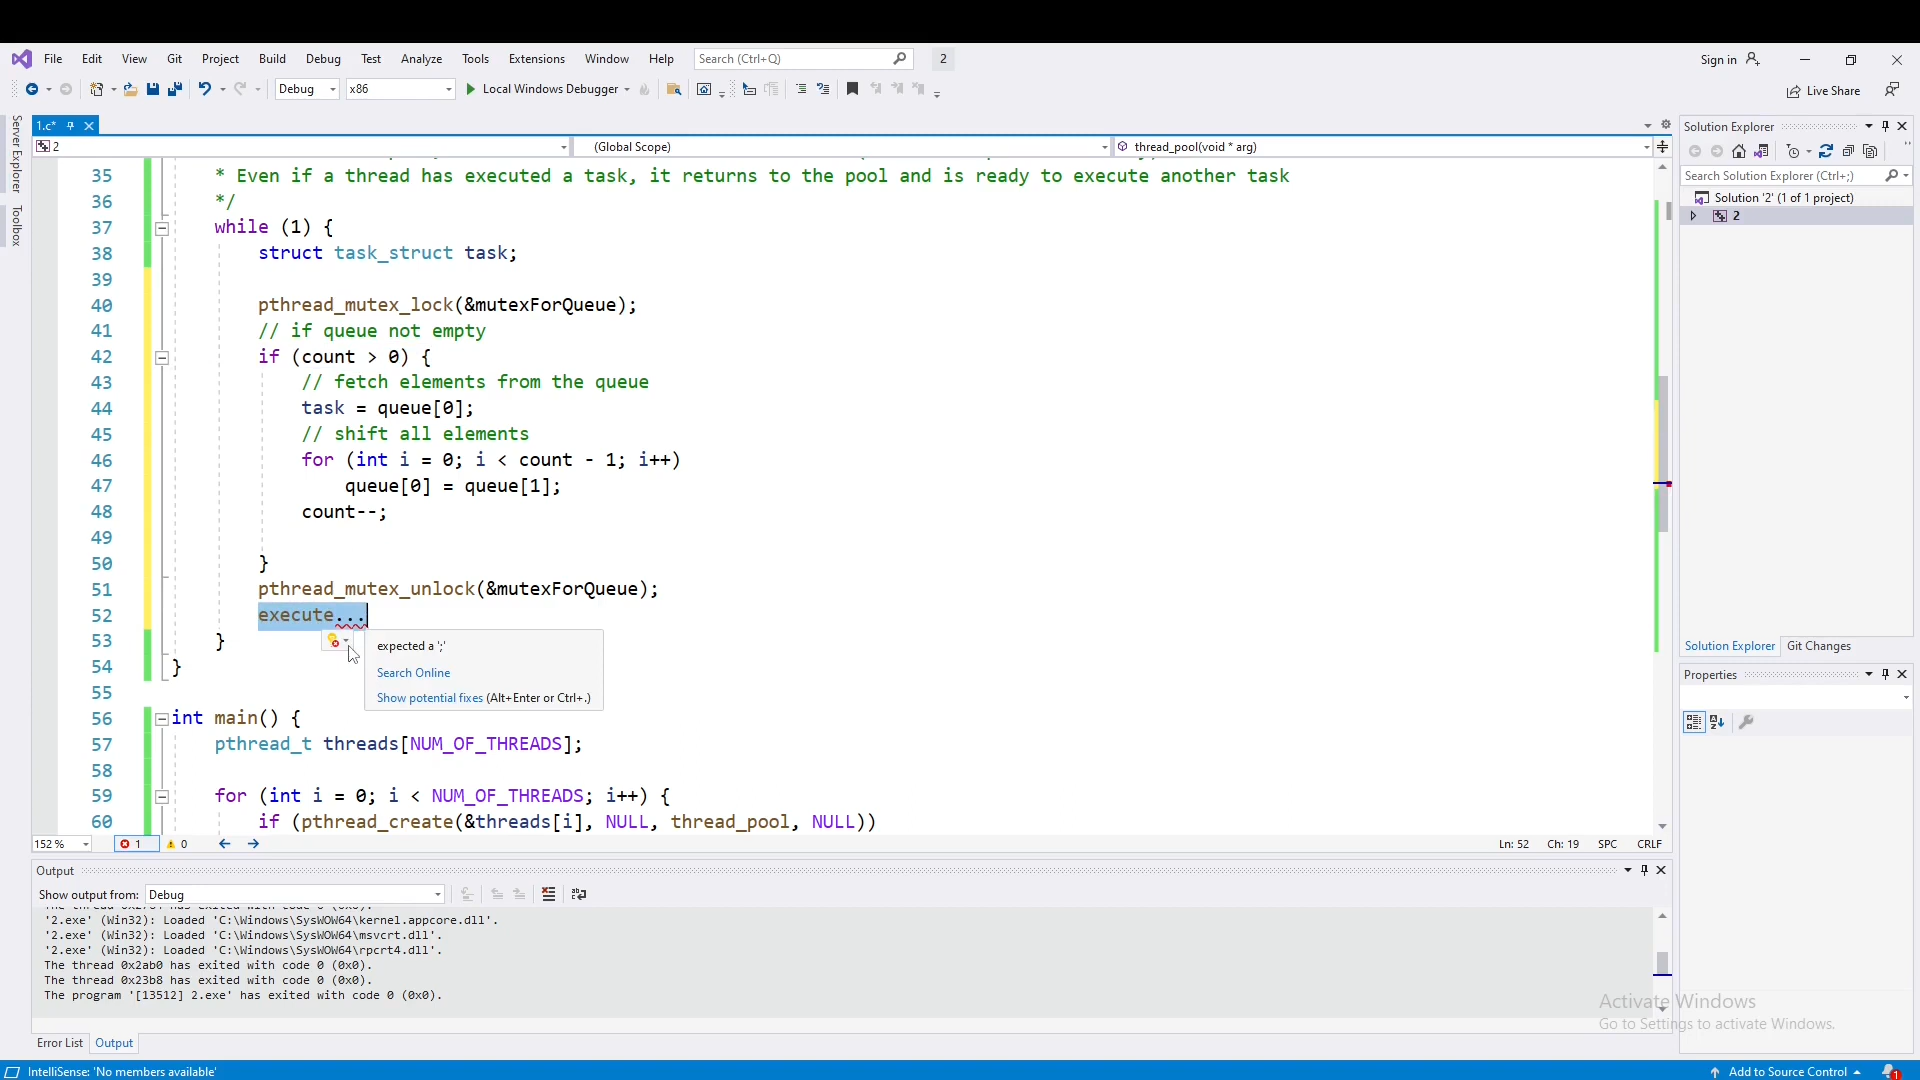 File Edit View Git Project Build Debug Test Analyze Tools Extensions Window Help Search (Ctrl+Q) 2 Sign in
Debug x86 Local Windows Debugger Live Share
Server Explorer
Toolbox
1.c*
2 (Global Scope) thread_pool(void * arg)
35 * Even if a thread has executed a task, it returns to the pool and is ready to execute another task
36 */
37 while (1) {
38 struct task_struct task;
39
40 pthread_mutex_lock(&mutexForQueue);
41 // if queue not empty
42 if (count > 0) {
43 // fetch elements from the queue
44 task = queue[0];
45 // shift all elements
46 for (int i = 0; i < count - 1; i++)
47 queue[0] = queue[1];
48 count--;
49
50 }
51 pthread_mutex_unlock(&mutexForQueue);
52 execute...
53 }
54 }
55
56 int main() {
57 pthread_t threads[NUM_OF_THREADS];
58
59 for (int i = 0; i < NUM_OF_THREADS; i++) {
60 if (pthread_create(&threads[i], NULL, thread_pool, NULL))
expected a ';'
Search Online
Show potential fixes (Alt+Enter or Ctrl+.)
152 % 1 0 Ln: 52 Ch: 19 SPC CRLF
Output
Show output from: Debug
'2.exe' (Win32): Loaded 'C:\Windows\SysWOW64\kernel.appcore.dll'.
'2.exe' (Win32): Loaded 'C:\Windows\SysWOW64\msvcrt.dll'.
'2.exe' (Win32): Loaded 'C:\Windows\SysWOW64\rpcrt4.dll'.
The thread 0x2ab0 has exited with code 0 (0x0).
The thread 0x23b8 has exited with code 0 (0x0).
The program '[13512] 2.exe' has exited with code 0 (0x0).
Error List Output
Solution Explorer
Search Solution Explorer (Ctrl+;)
Solution '2' (1 of 1 project)
2
Solution Explorer Git Changes
Properties
Activate Windows
Go to Settings to activate Windows.
IntelliSense: 'No members available' Add to Source Control 1